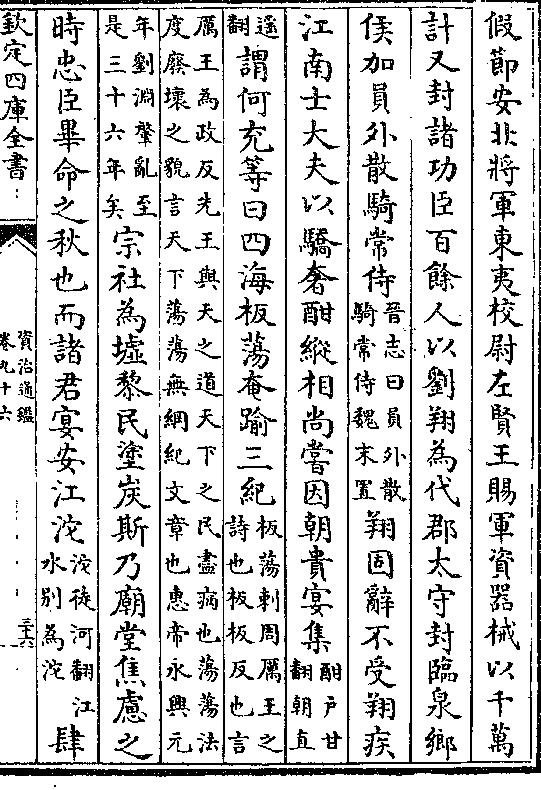 假節安北將軍東夷校尉左賢王賜軍資器械以千萬
計又封諸功臣百餘人以劉翔為代郡太守封臨泉鄉
侯加員外散騎常侍晉志曰員外散騎常侍魏末置翔固辭不受翔疾
江南士大夫以驕奢酣縱相尚嘗因朝貴宴集酣戶甘翻朝直
遥翻謂何充等曰四海板蕩奄踰三紀板蕩刺周厲王之詩也板板反也言
厲王為政反先王與天之道天下之民盡病也蕩蕩法
度廢壞之貌言天下蕩蕩無綱紀文章也惠帝永興元
年劉淵肇亂至是三十六年矣宗社為墟黎民塗炭斯乃廟堂焦慮之
時忠臣畢命之秋也而諸君宴安江沱沱徒河翻江水別為沱肆
欽定四庫全書
資治通鑑
卷九十六
三十六